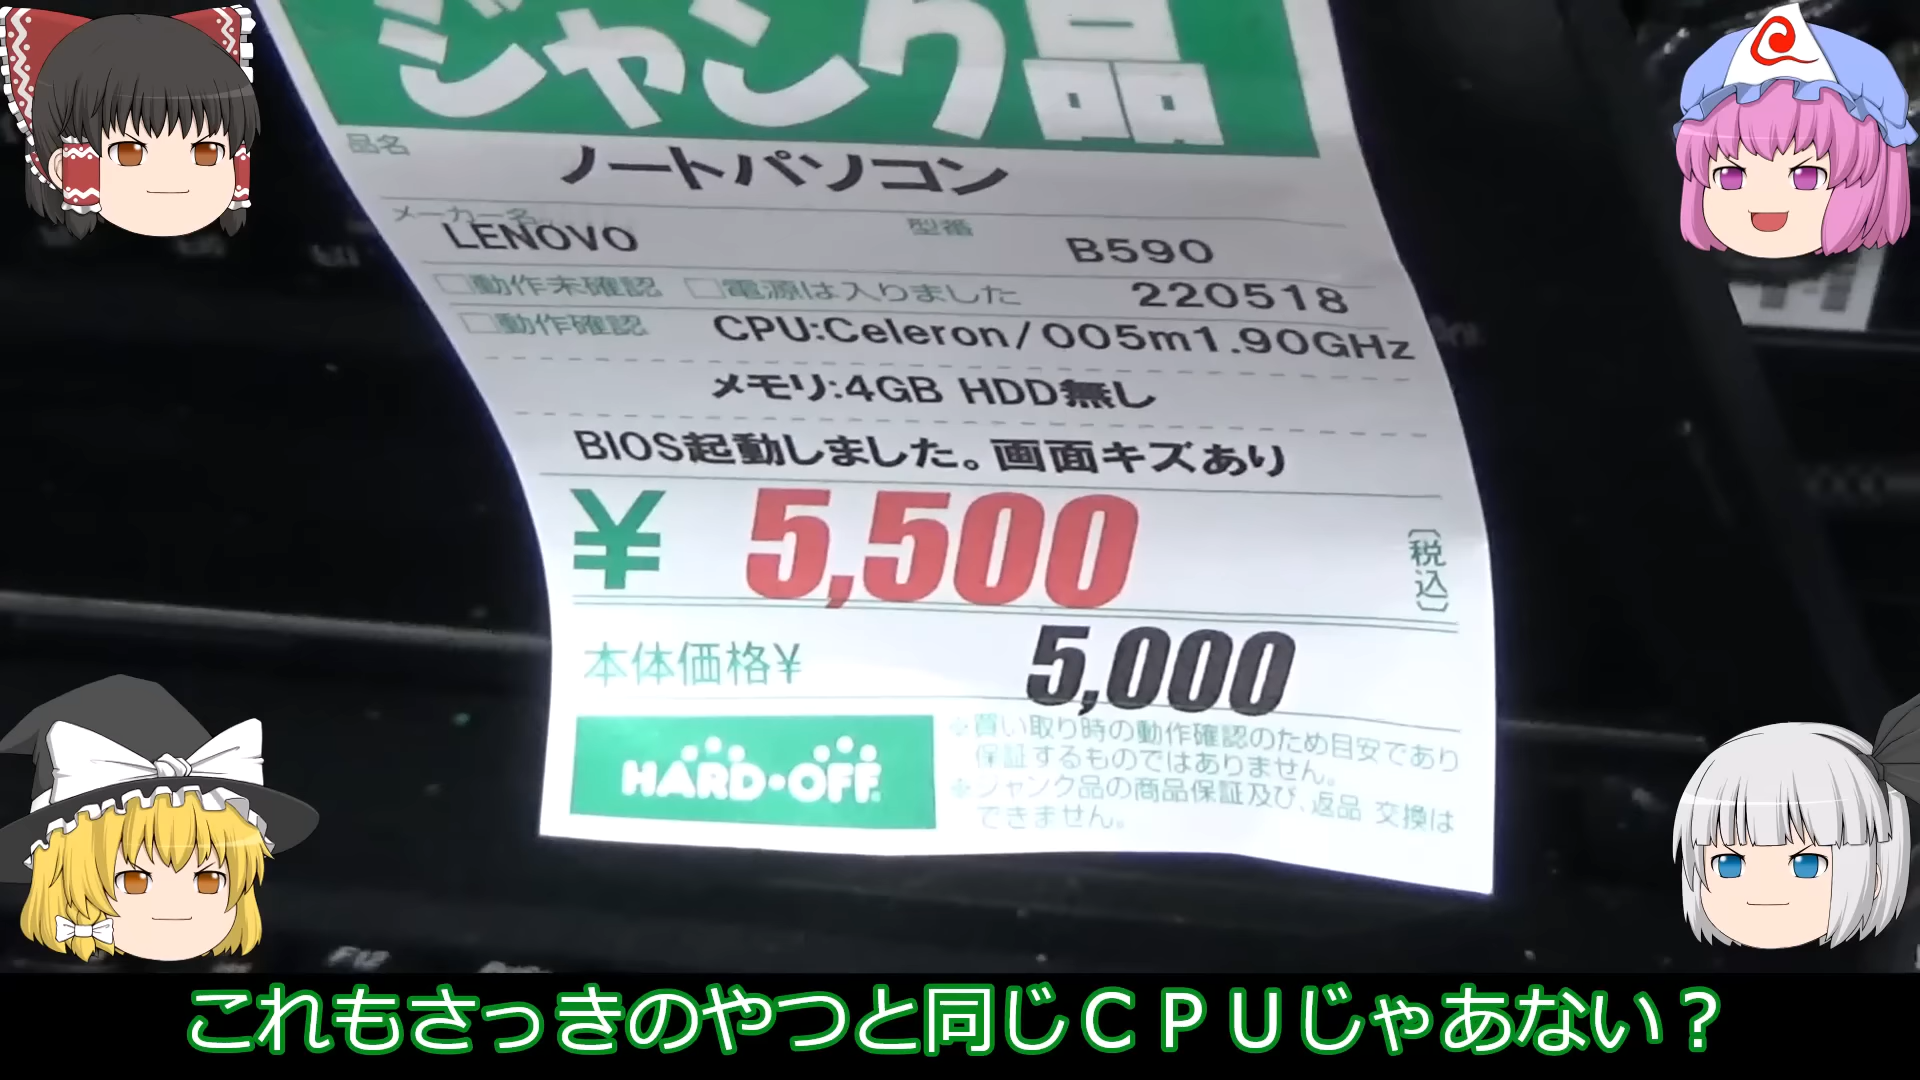 ジャンク品
品名
ノートパソコン
メーカー名
LENOVO
型番
B590
□動作未確認 □電源は入りました 220518
□動作確認 CPU:Celeron/005m1.90GHz
メモリ:4GB HDD無し
BIOS起動しました。画面キズあり
¥ 5,500
〔税込〕
本体価格¥ 5,000
HARD・OFF
※買い取り時の動作確認のため目安であり
保証するものではありません。
※ジャンク品の商品保証及び、返品 交換は
できません。
F12
これもさっきのやつと同じCPUじゃあない？